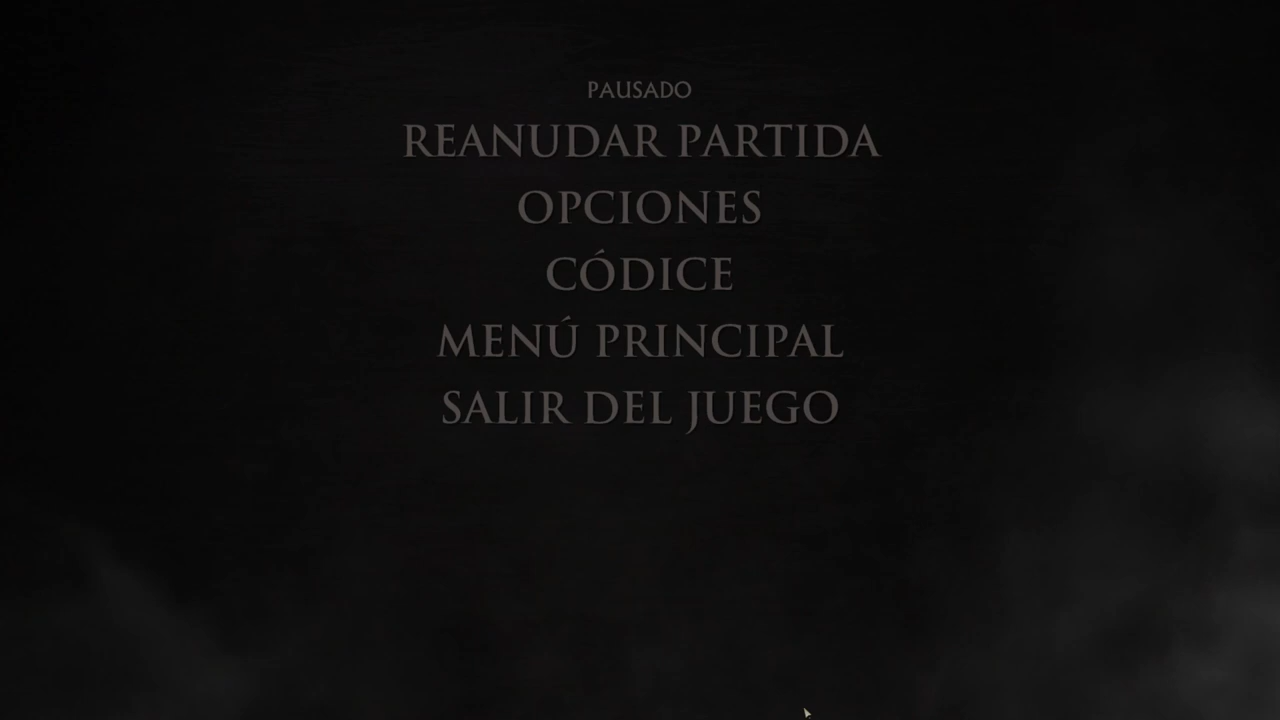 PAUSADO
REANUDAR PARTIDA
OPCIONES
CÓDICE
MENÚ PRINCIPAL
SALIR DEL JUEGO